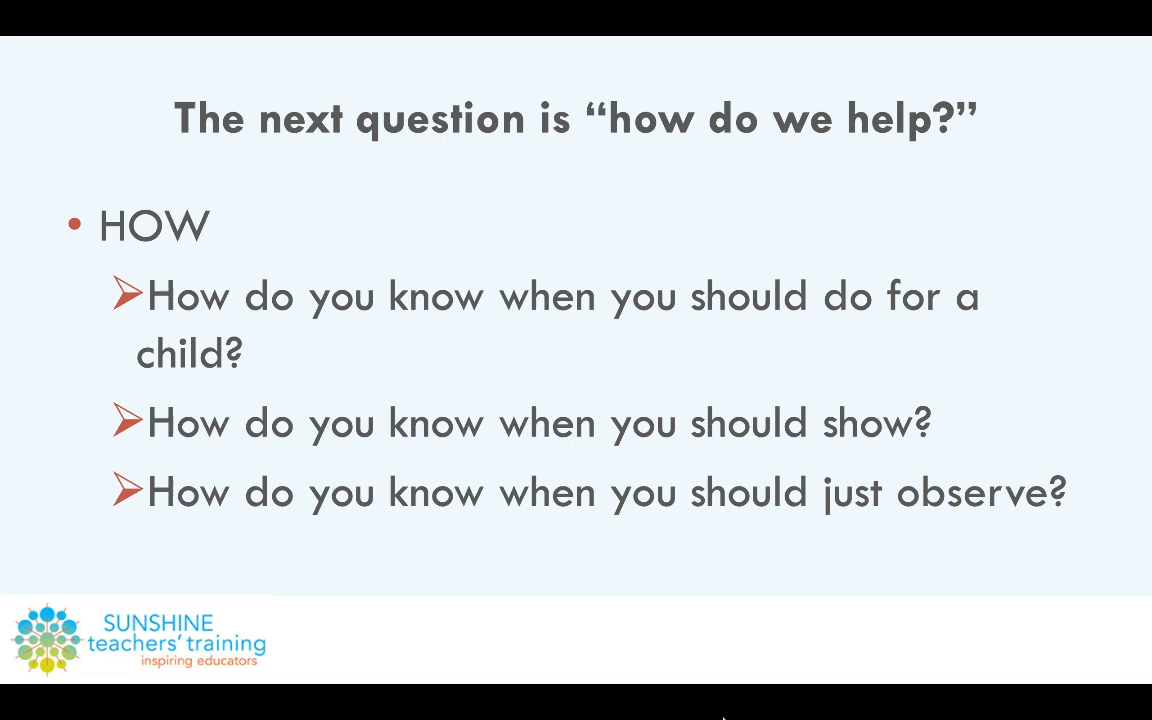 The next question is “how do we help?”
• HOW
➢How do you know when you should do for a
child?
➢How do you know when you should show?
➢How do you know when you should just observe?
SUNSHINE
teachers’ training
inspiring educators